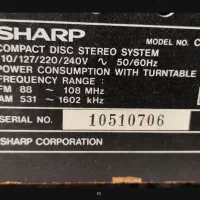 SHARP
COMPACT DISC STEREO SYSTEM
MODEL NO. C
110/127/220/240V ~ 50/60Hz
POWER CONSUMPTION WITH TURNTABLE
FREQUENCY RANGE :
FM 88 — 108 MHz
AM 531 — 1602 kHz
SERIAL NO. 10510706
SHARP CORPORATION